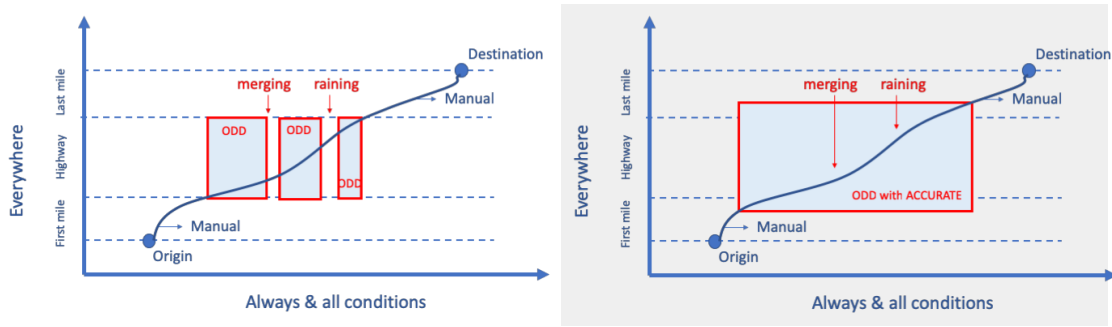 Destination
merging
raining
Last mile
Manual
ODD
ODD
Everywhere
Highway
ODD
First mile
Manual
Origin
Always & all conditions
Destination
merging
raining
Last mile
Manual
Everywhere
Highway
ODD with ACCURATE
First mile
Manual
Origin
Always & all conditions